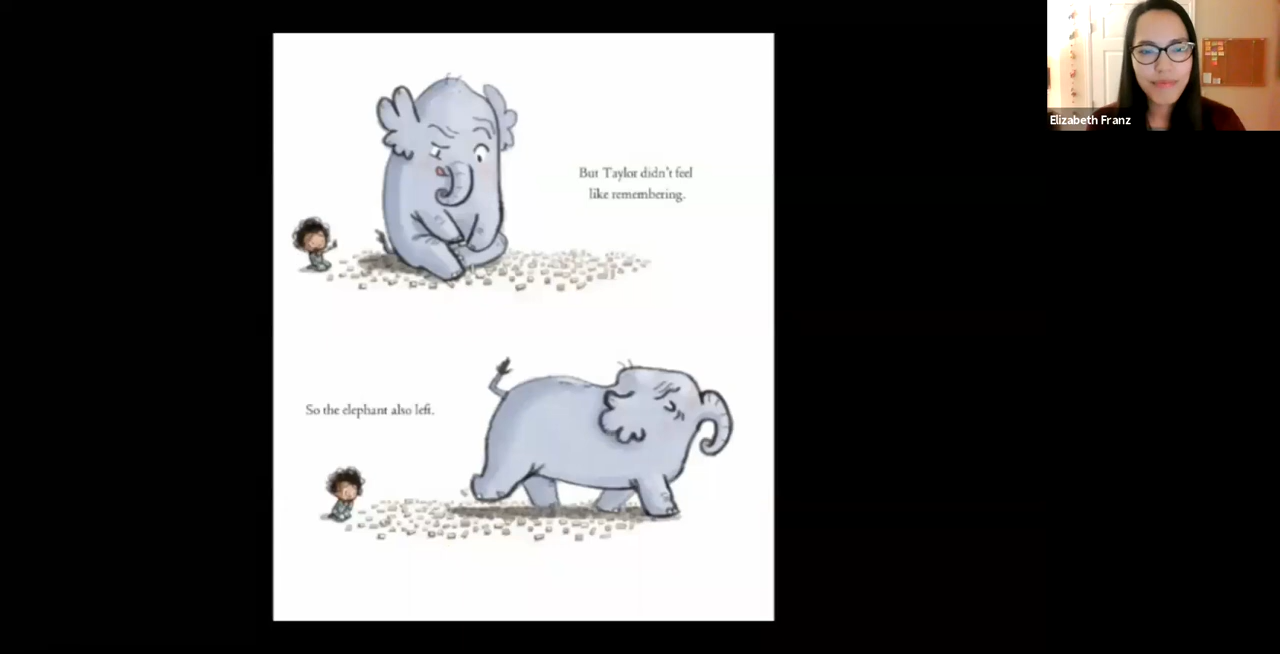 But Taylor didn't feel
like remembering.
So the elephant also left.
Elizabeth Franz